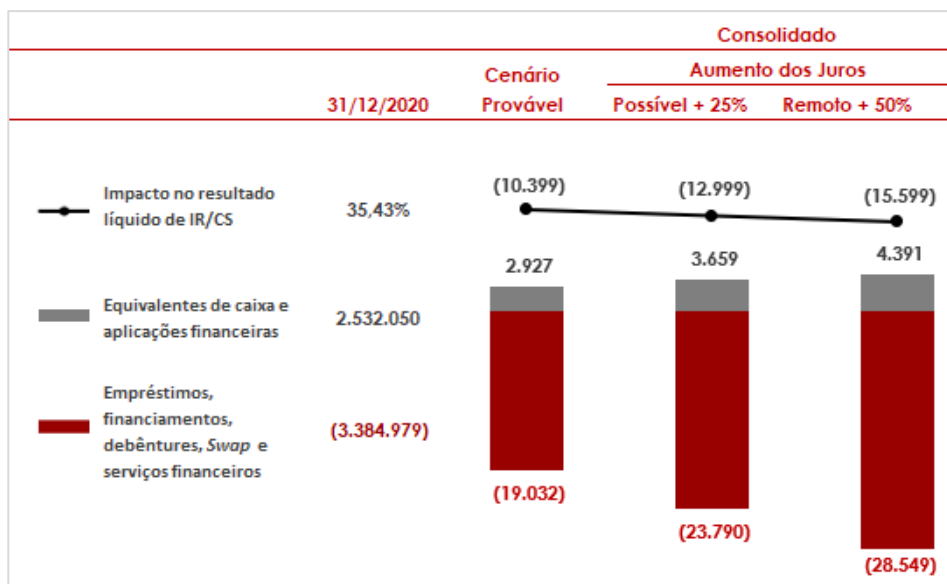 Consolidado
Cenário
Provável
Aumento dos Juros
31/12/2020
Possível + 25%
Remoto + 50%
Impacto no resultado
líquido de IR/CS
35,43%
(10.399)
(12.999)
(15.599)
2.927
3.659
4.391
Equivalentes de caixa e
aplicações financeiras
2.532.050
Empréstimos,
financiamentos,
debêntures, Swap e
serviços financeiros
(3.384.979)
(19.032)
(23.790)
(28.549)